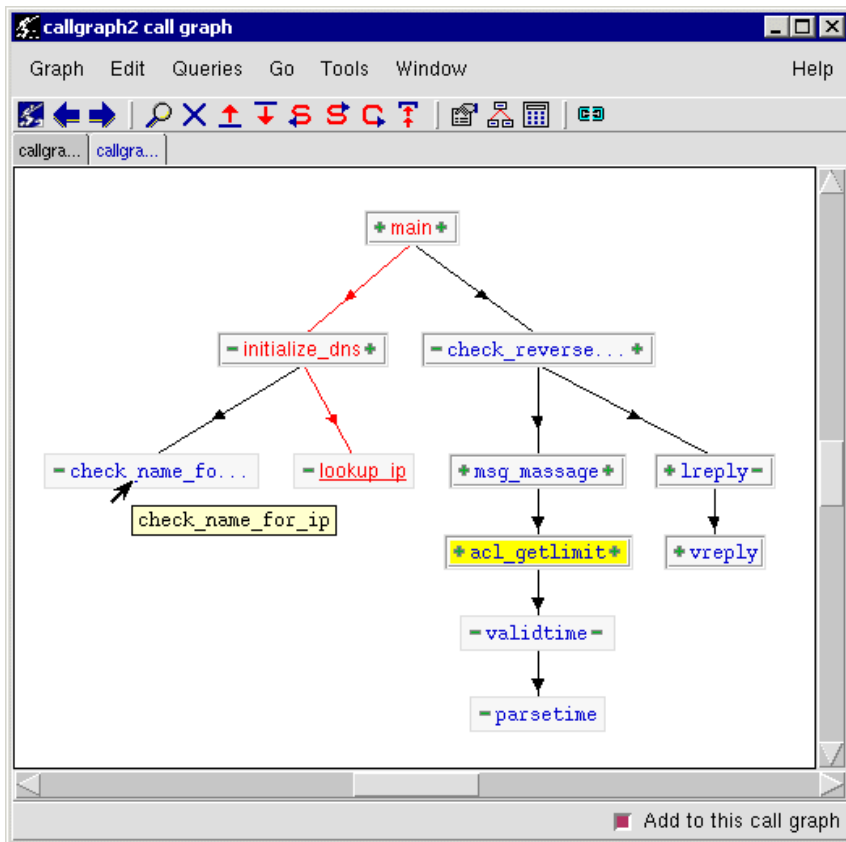 callgraph2 call graph
Graph Edit Queries Go Tools Window Help
callgra... callgra...
main
initialize_dns check_reverse...
check_name_fo... lookup_ip msg_massage lreply
check_name_for_ip
acl_getlimit vreply
validtime
parsetime
Add to this call graph